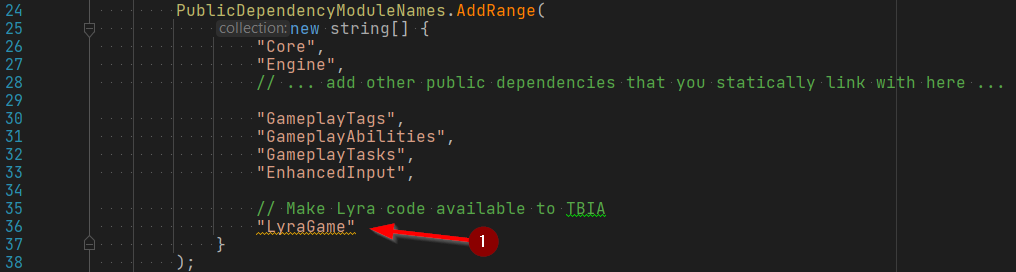 24 PublicDependencyModuleNames.AddRange(
25 collection: new string[] {
26 "Core",
27 "Engine",
28 // ... add other public dependencies that you statically link with here ...
29
30 "GameplayTags",
31 "GameplayAbilities",
32 "GameplayTasks",
33 "EnhancedInput",
34
35 // Make Lyra code available to TBIA
36 "LyraGame" 1
37 }
38 );